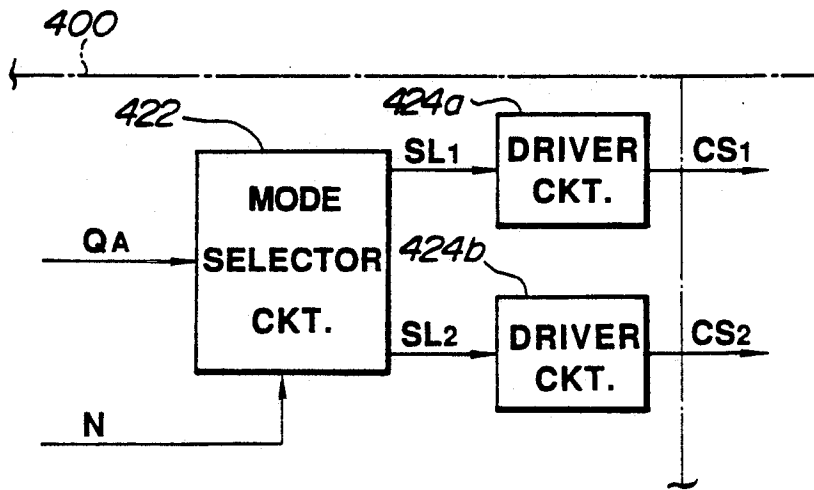 400
422
424a
SL1
DRIVER
CKT.
CS1
MODE
SELECTOR
CKT.
QA
424b
SL2
DRIVER
CKT.
CS2
N